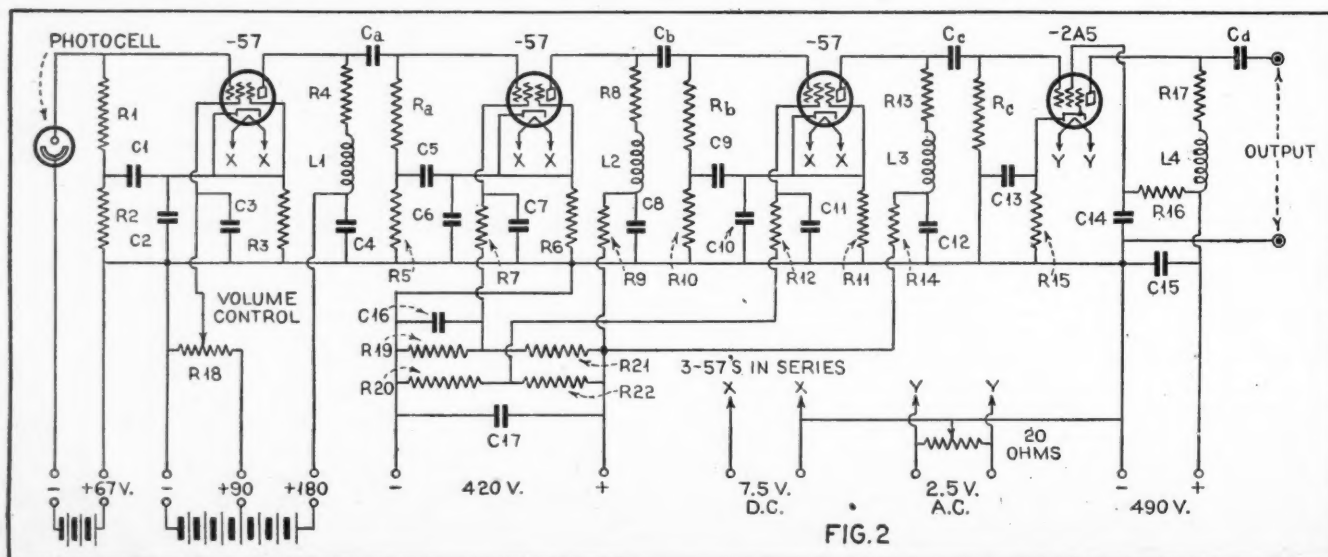 PHOTOCELL
-57
Ca
-57
Cb
-57
Cc
-2A5
Cd
R1
R4
Ra
R8
Rb
R13
Rc
R17
X X
X X
X X
Y Y
C1
L1
C5
L2
C9
L3
L4
OUTPUT
R2
C2
C3
R3
C4
C6
C7
R6
C8
C10
C11
C12
C13
C14
R16
R5
R7
R9
R10
R12
R11
R14
R15
C15
VOLUME
CONTROL
C16
R18
R19
R21
3-57'S IN SERIES
R20
R22
X X Y Y
C17
20
OHMS
- +67V. - +90 +180 - 420 V. + 7.5 V. 2.5 V. - 490 V. +
D.C. A.C.
FIG.2